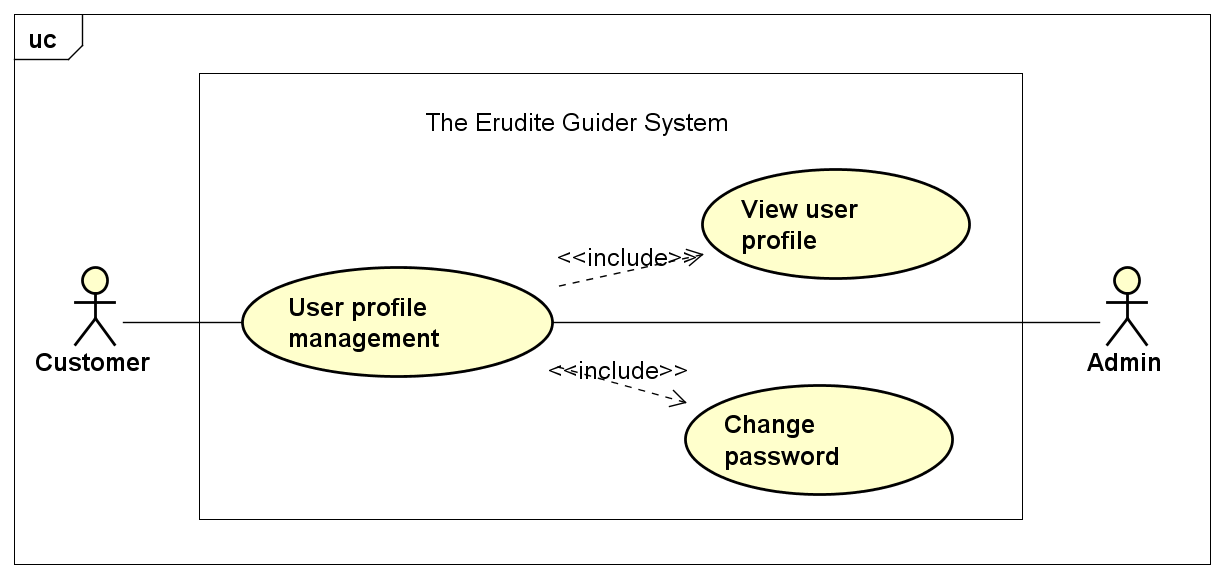 uc
The Erudite Guider System
View user
profile
<<include>>
User profile
management
Customer
Admin
<<include>>
Change
password